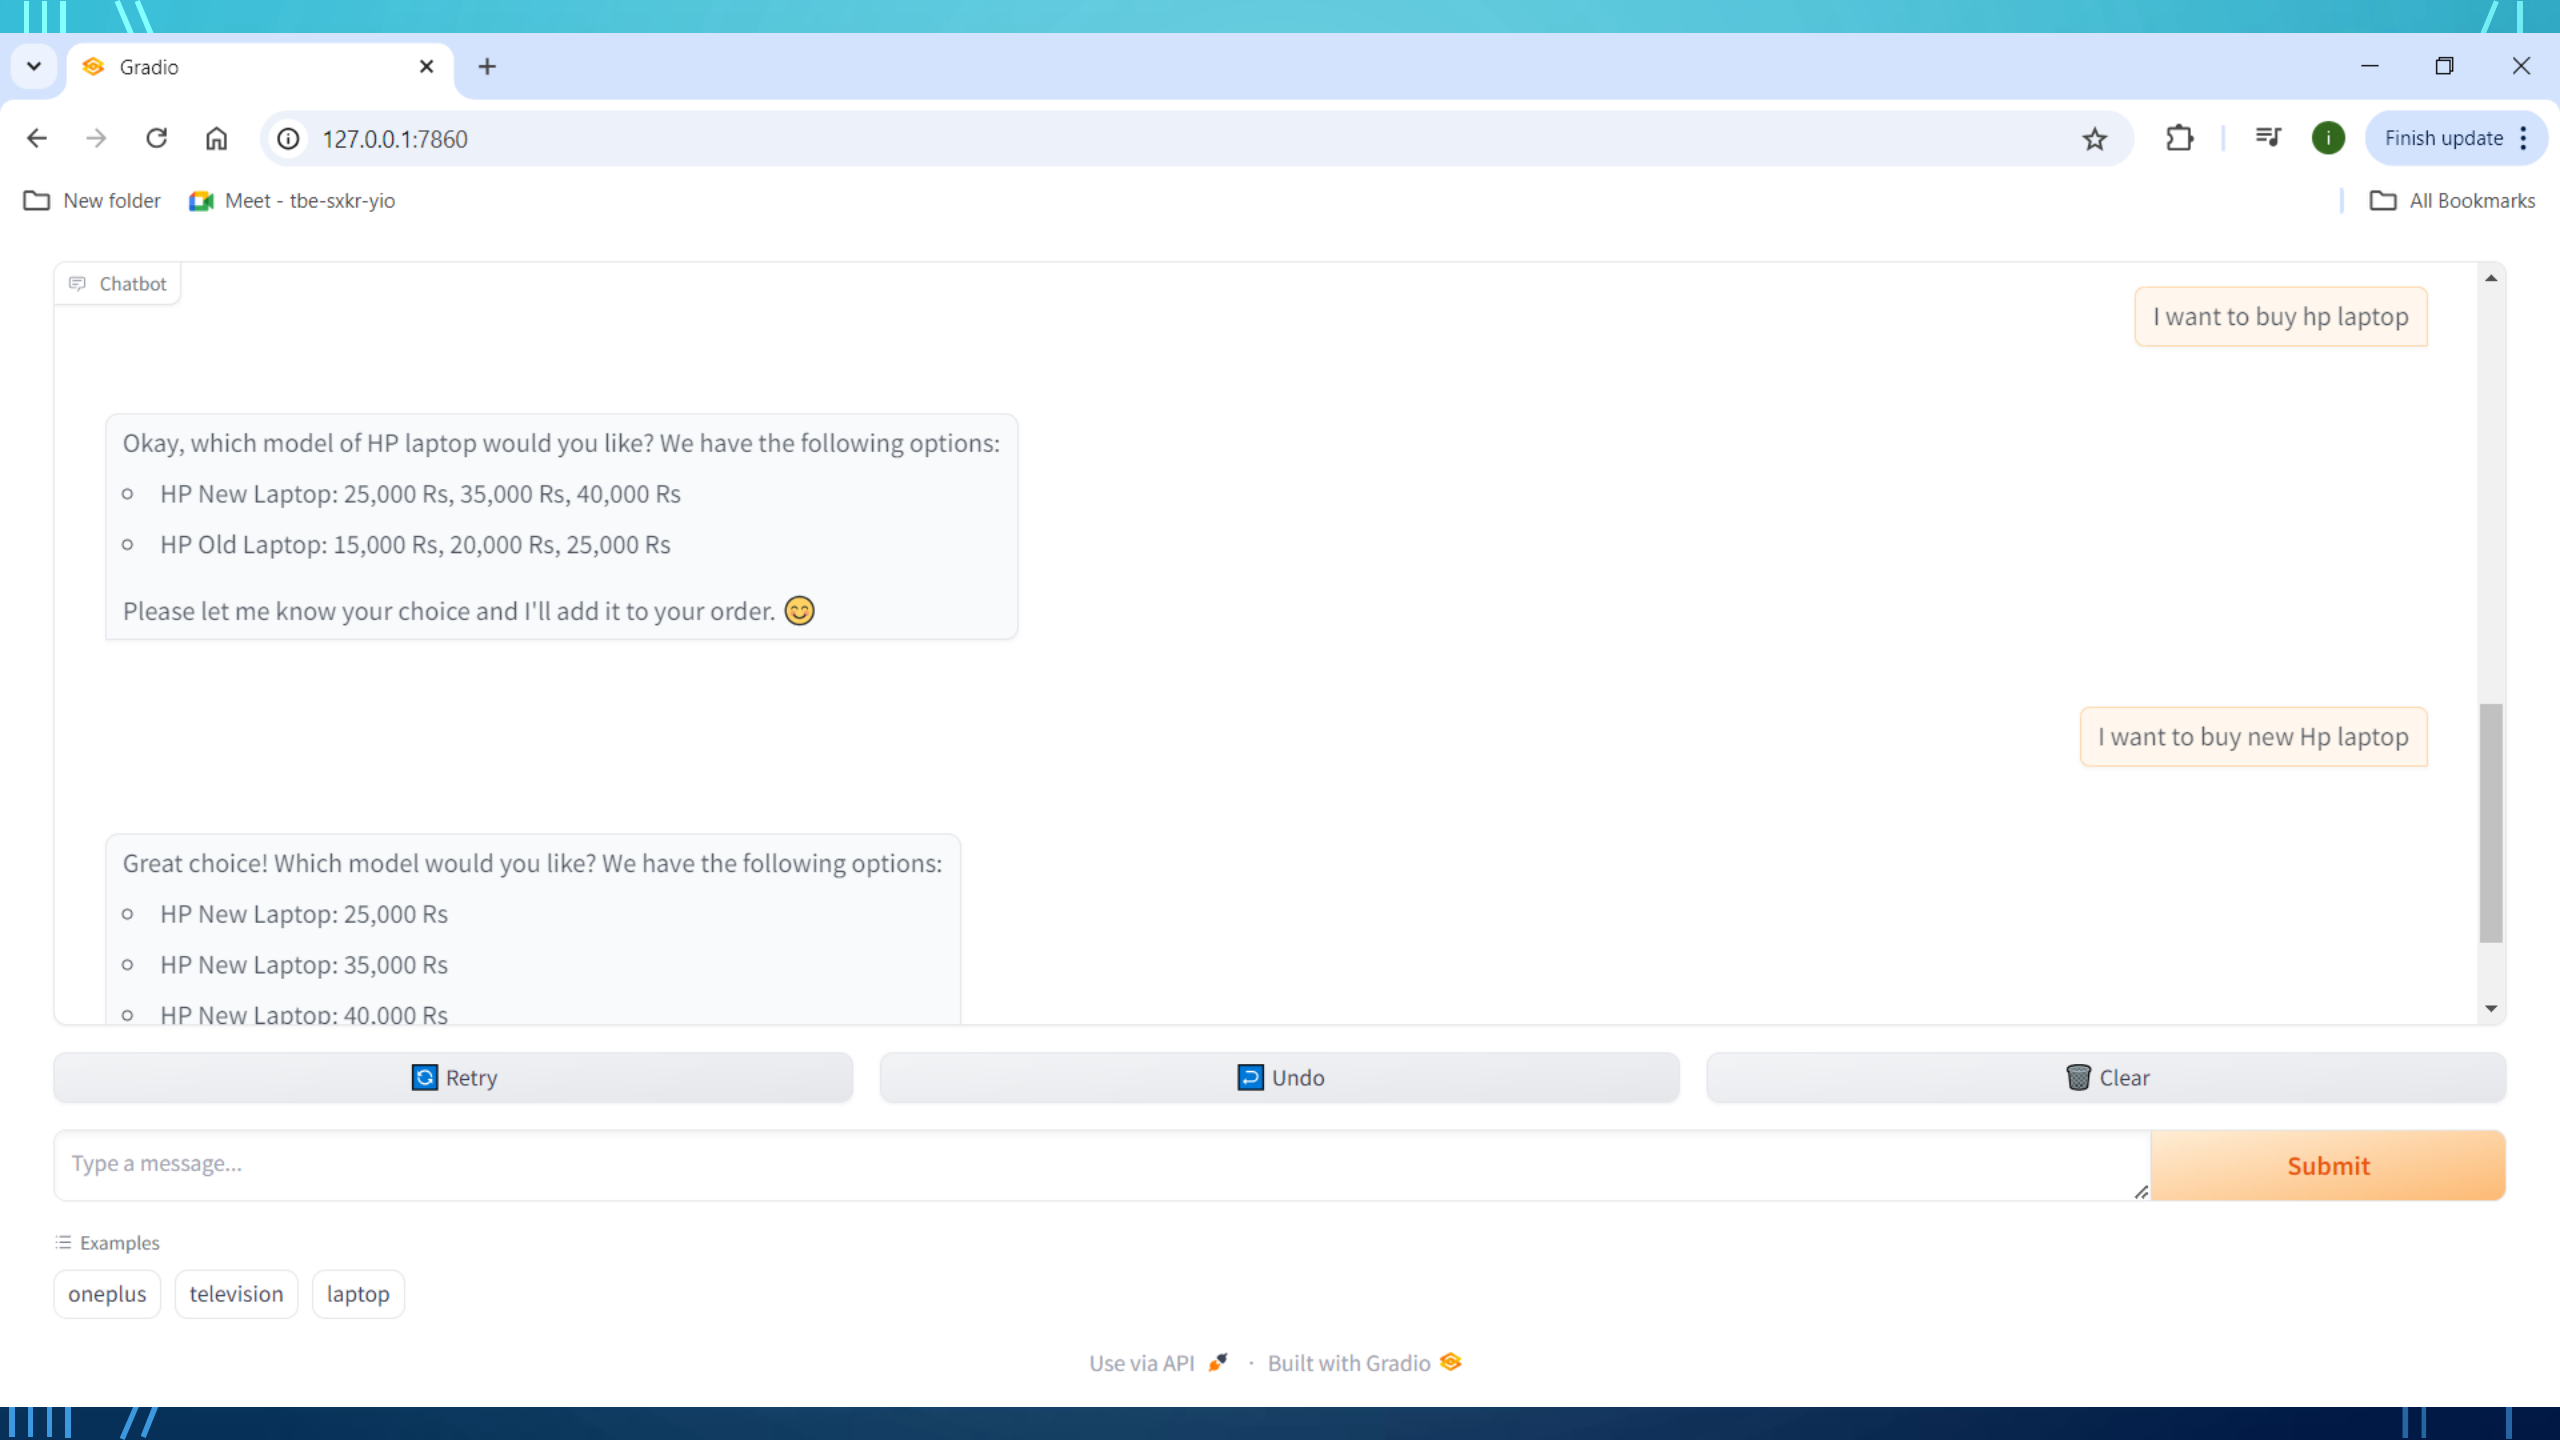 Gradio
127.0.0.1:7860
i
Finish update
New folder
Meet - tbe-sxkr-yio
All Bookmarks
Chatbot
I want to buy hp laptop
Okay, which model of HP laptop would you like? We have the following options:
HP New Laptop: 25,000 Rs, 35,000 Rs, 40,000 Rs
HP Old Laptop: 15,000 Rs, 20,000 Rs, 25,000 Rs
Please let me know your choice and I'll add it to your order. 😊
I want to buy new Hp laptop
Great choice! Which model would you like? We have the following options:
HP New Laptop: 25,000 Rs
HP New Laptop: 35,000 Rs
HP New Laptop: 40,000 Rs
Retry
Undo
Clear
Type a message...
Submit
Examples
oneplus
television
laptop
Use via API · Built with Gradio